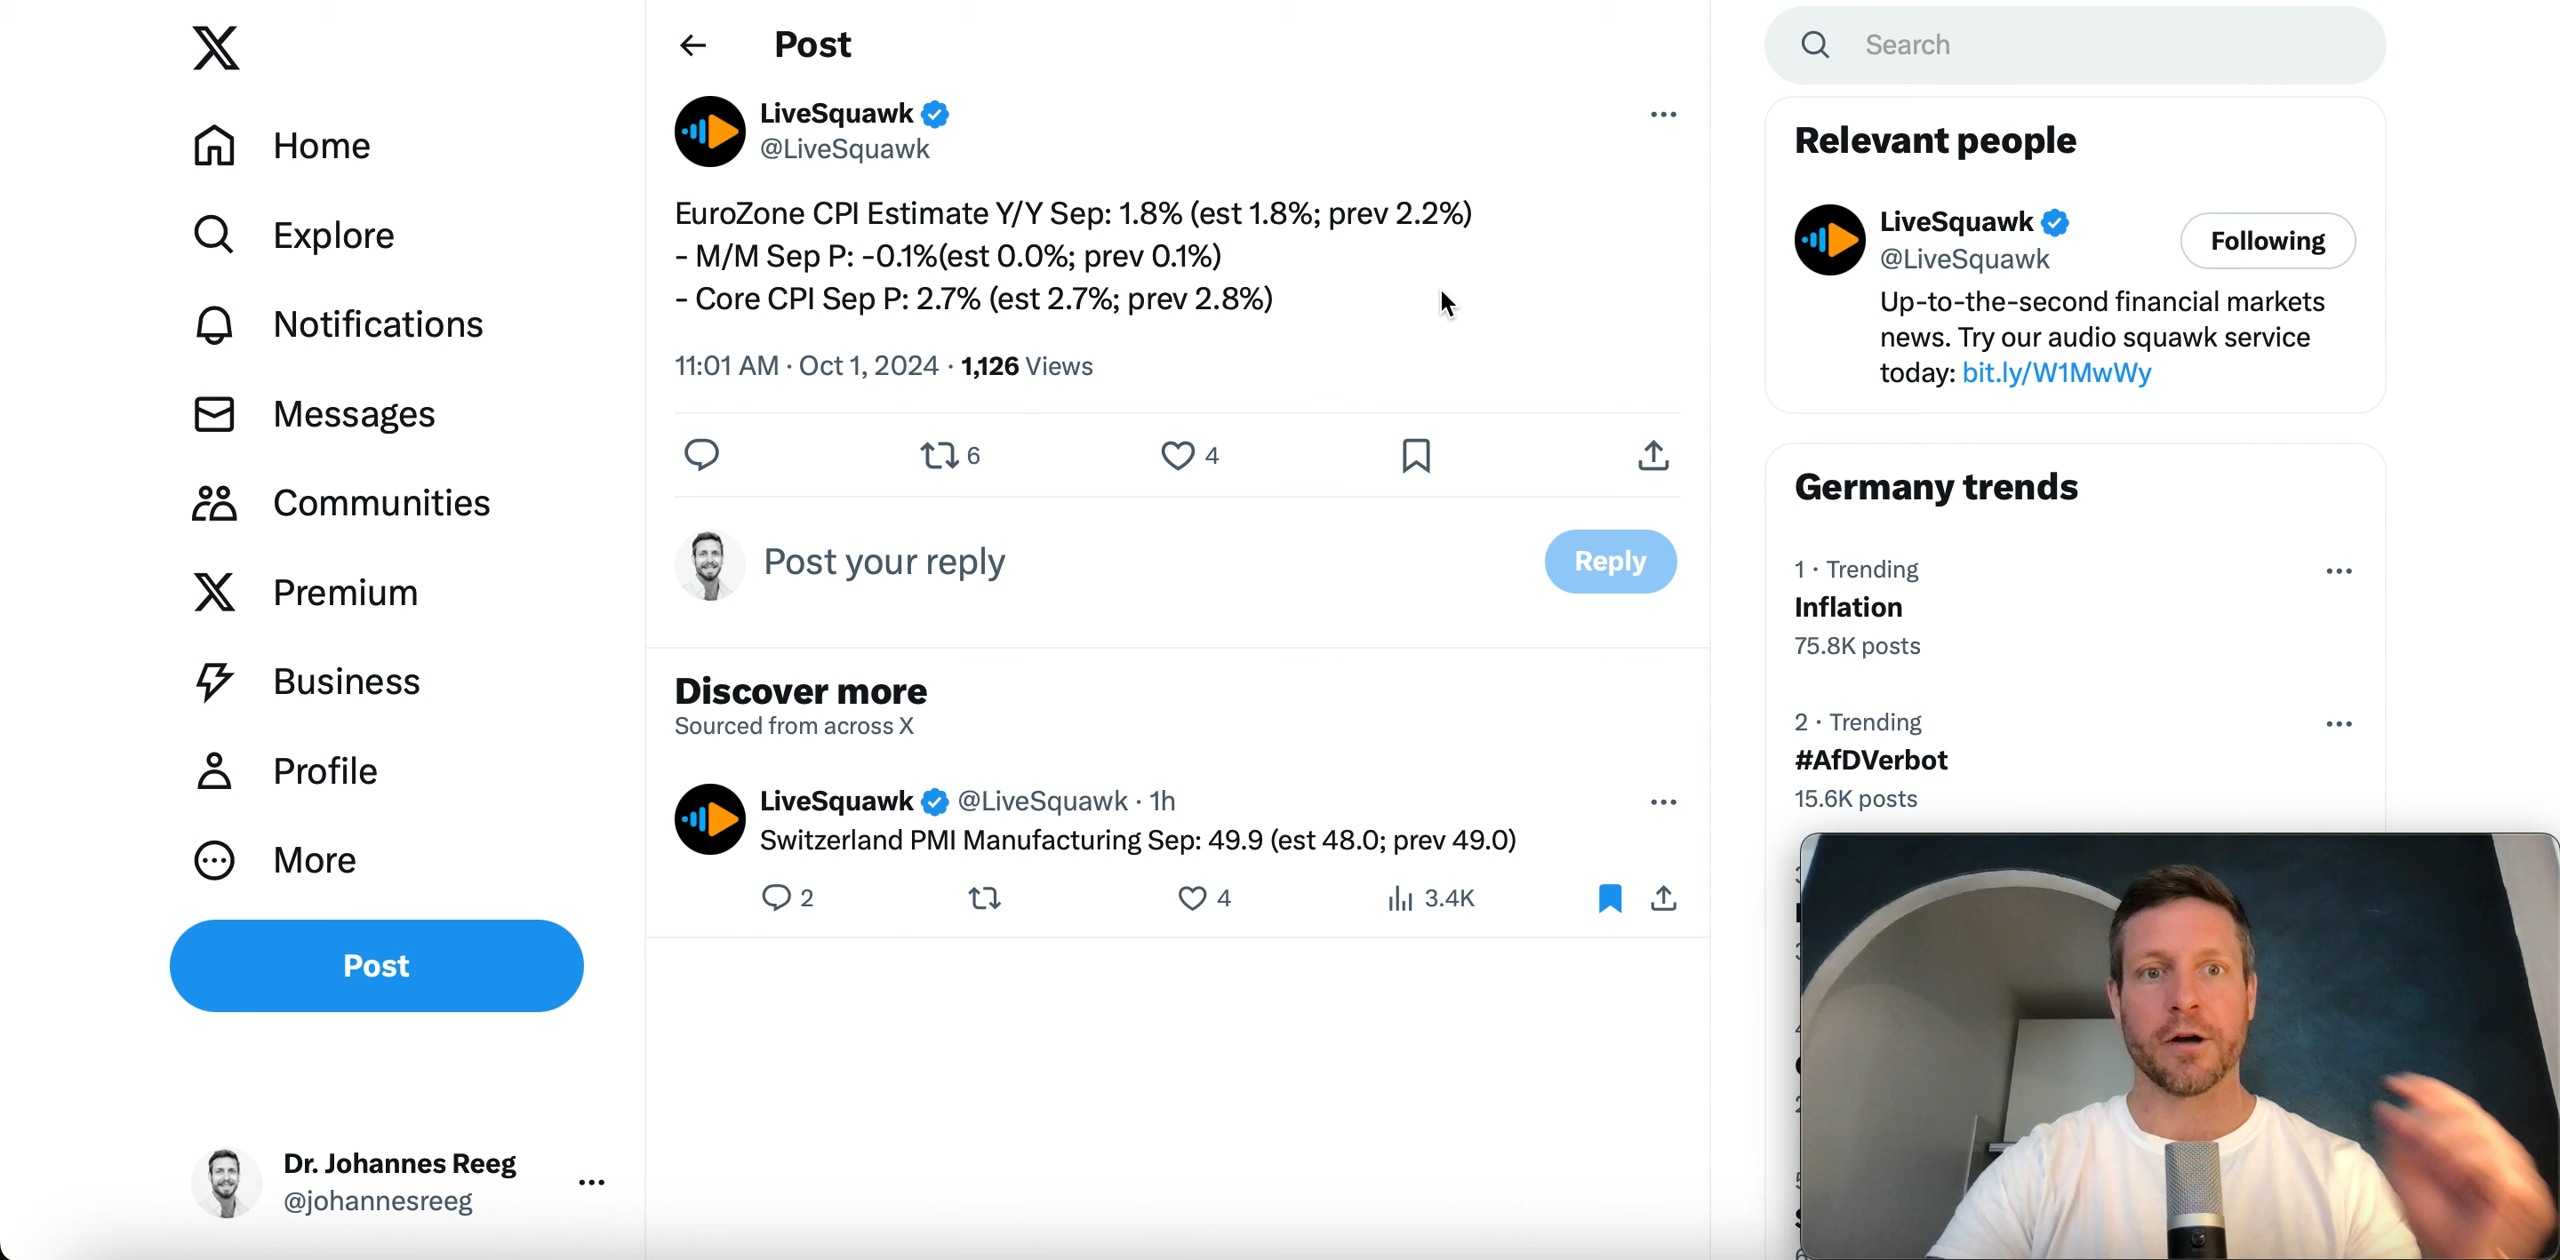 Home
Explore
Notifications
Messages
Communities
Premium
Business
Profile
More
Post
Dr. Johannes Reeg
@johannesreeg
Post
LiveSquawk
@LiveSquawk
EuroZone CPI Estimate Y/Y Sep: 1.8% (est 1.8%; prev 2.2%)
- M/M Sep P: -0.1%(est 0.0%; prev 0.1%)
- Core CPI Sep P: 2.7% (est 2.7%; prev 2.8%)
11:01 AM · Oct 1, 2024 · 1,126 Views
6
4
Post your reply
Reply
Discover more
Sourced from across X
LiveSquawk @LiveSquawk · 1h
Switzerland PMI Manufacturing Sep: 49.9 (est 48.0; prev 49.0)
2
4
3.4K
Search
Relevant people
LiveSquawk
@LiveSquawk
Following
Up-to-the-second financial markets
news. Try our audio squawk service
today: bit.ly/W1MwWy
Germany trends
1 · Trending
Inflation
75.8K posts
2 · Trending
#AfDVerbot
15.6K posts